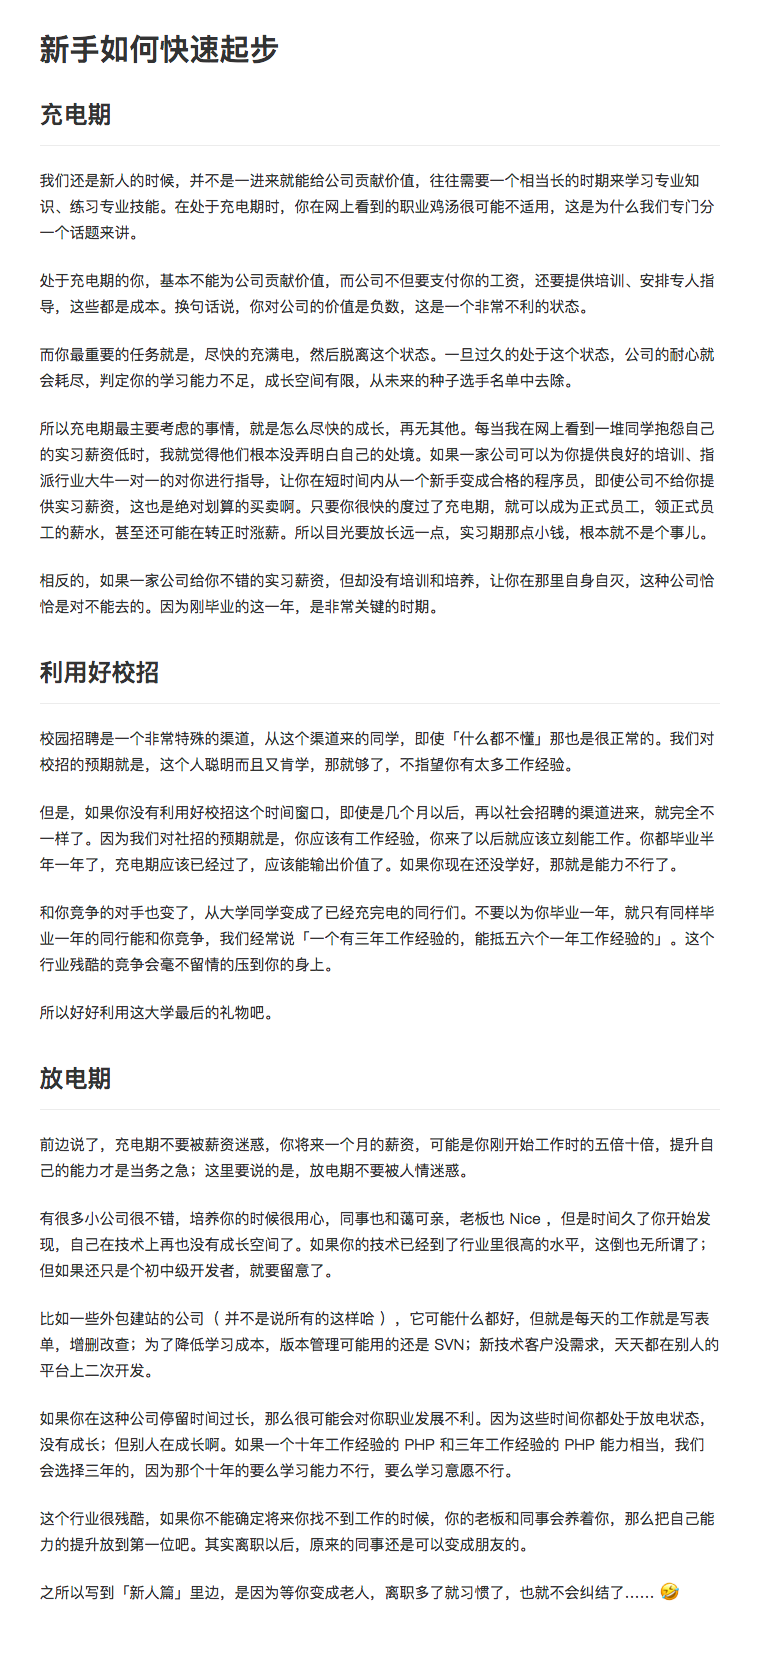 新手如何快速起步
充电期
我们还是新人的时候，并不是一进来就能给公司贡献价值，往往需要一个相当长的时期来学习专业知
识、练习专业技能。在处于充电期时，你在网上看到的职业鸡汤很可能不适用，这是为什么我们专门分
一个话题来讲。
处于充电期的你，基本不能为公司贡献价值，而公司不但要支付你的工资，还要提供培训、安排专人指
导，这些都是成本。换句话说，你对公司的价值是负数，这是一个非常不利的状态。
而你最重要的任务就是，尽快的充满电，然后脱离这个状态。一旦过久的处于这个状态，公司的耐心就
会耗尽，判定你的学习能力不足，成长空间有限，从未来的种子选手名单中去除。
所以充电期最主要考虑的事情，就是怎么尽快的成长，再无其他。每当我在网上看到一堆同学抱怨自己
的实习薪资低时，我就觉得他们根本没弄明白自己的处境。如果一家公司可以为你提供良好的培训、指
派行业大牛一对一的对你进行指导，让你在短时间内从一个新手变成合格的程序员，即使公司不给你提
供实习薪资，这也是绝对划算的买卖啊。只要你很快的度过了充电期，就可以成为正式员工，领正式员
工的薪水，甚至还可能在转正时涨薪。所以目光要放长远一点，实习期那点小钱，根本就不是个事儿。
相反的，如果一家公司给你不错的实习薪资，但却没有培训和培养，让你在那里自身自灭，这种公司恰
恰是对不能去的。因为刚毕业的这一年，是非常关键的时期。
利用好校招
校园招聘是一个非常特殊的渠道，从这个渠道来的同学，即使「什么都不懂」那也是很正常的。我们对
校招的预期就是，这个人聪明而且又肯学，那就够了，不指望你有太多工作经验。
但是，如果你没有利用好校招这个时间窗口，即使是几个月以后，再以社会招聘的渠道进来，就完全不
一样了。因为我们对社招的预期就是，你应该有工作经验，你来了以后就应该立刻能工作。你都毕业半
年一年了，充电期应该已经过了，应该能输出价值了。如果你现在还没学好，那就是能力不行了。
和你竞争的对手也变了，从大学同学变成了已经充完电的同行们。不要以为你毕业一年，就只有同样毕
业一年的同行能和你竞争，我们经常说「一个有三年工作经验的，能抵五六个一年工作经验的」。这个
行业残酷的竞争会毫不留情的压到你的身上。
所以好好利用这大学最后的礼物吧。
放电期
前边说了，充电期不要被薪资迷惑，你将来一个月的薪资，可能是你刚开始工作时的五倍十倍，提升自
己的能力才是当务之急；这里要说的是，放电期不要被人情迷惑。
有很多小公司很不错，培养你的时候很用心，同事也和蔼可亲，老板也 Nice ，但是时间久了你开始发
现，自己在技术上再也没有成长空间了。如果你的技术已经到了行业里很高的水平，这倒也无所谓了；
但如果还只是个初中级开发者，就要留意了。
比如一些外包建站的公司（ 并不是说所有的这样哈 ），它可能什么都好，但就是每天的工作就是写表
单，增删改查；为了降低学习成本，版本管理可能用的还是 SVN；新技术客户没需求，天天都在别人的
平台上二次开发。
如果你在这种公司停留时间过长，那么很可能会对你职业发展不利。因为这些时间你都处于放电状态，
没有成长；但别人在成长啊。如果一个十年工作经验的 PHP 和三年工作经验的 PHP 能力相当，我们
会选择三年的，因为那个十年的要么学习能力不行，要么学习意愿不行。
这个行业很残酷，如果你不能确定将来你找不到工作的时候，你的老板和同事会养着你，那么把自己能
力的提升放到第一位吧。其实离职以后，原来的同事还是可以变成朋友的。
之所以写到「新人篇」里边，是因为等你变成老人，离职多了就习惯了，也就不会纠结了…… 🤣